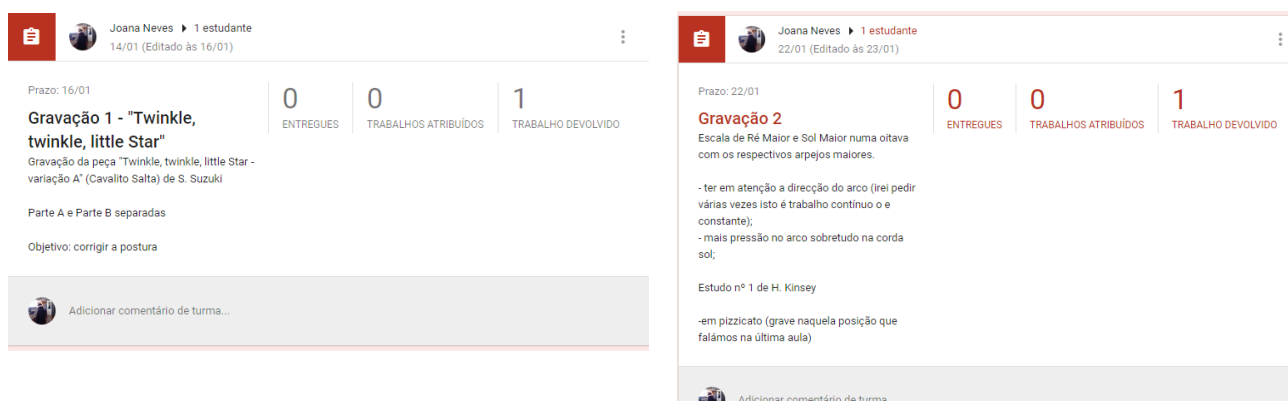 Joana Neves ▸ 1 estudante
14/01 (Editado às 16/01)
Prazo: 16/01
Gravação 1 - "Twinkle,
twinkle, little Star"
Gravação da peça "Twinkle, twinkle, little Star -
variação A" (Cavalito Salta) de S. Suzuki
Parte A e Parte B separadas
Objetivo: corrigir a postura
0
ENTREGUES
0
TRABALHOS ATRIBUÍDOS
1
TRABALHO DEVOLVIDO
Adicionar comentário de turma...
Joana Neves ▸ 1 estudante
22/01 (Editado às 23/01)
Prazo: 22/01
Gravação 2
Escala de Ré Maior e Sol Maior numa oitava
com os respectivos arpejos maiores.
- ter em atenção a direcção do arco (irei pedir
várias vezes isto é trabalho contínuo o e
constante);
- mais pressão no arco sobretudo na corda
sol;
Estudo nº 1 de H. Kinsey
-em pizzicato (grave naquela posição que
falámos na última aula)
0
ENTREGUES
0
TRABALHOS ATRIBUÍDOS
1
TRABALHO DEVOLVIDO
Adicionar comentário de turma